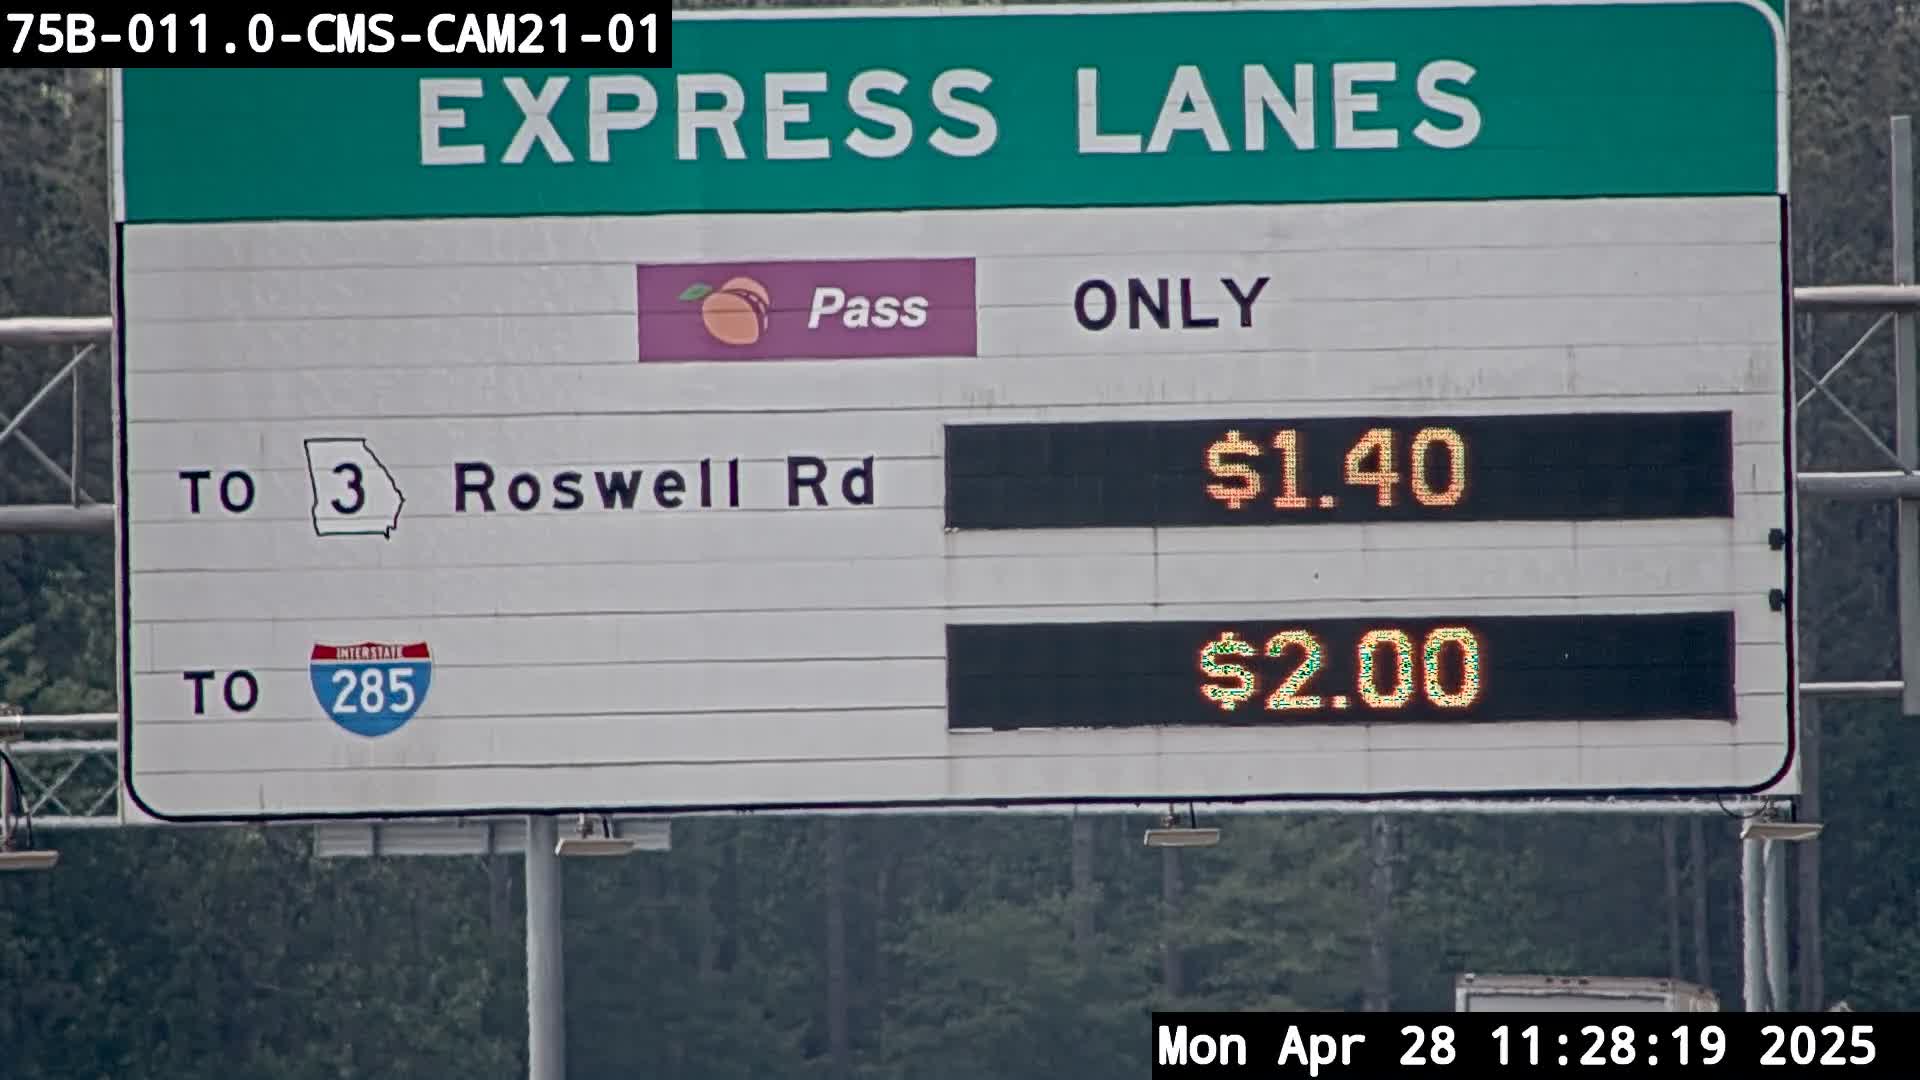 75B-011.0-CMS-CAM21-01
EXPRESS LANES
Pass ONLY
TO 3 Roswell Rd $1.40
INTERSTATE
TO 285 $2.00
Mon Apr 28 11:28:19 2025